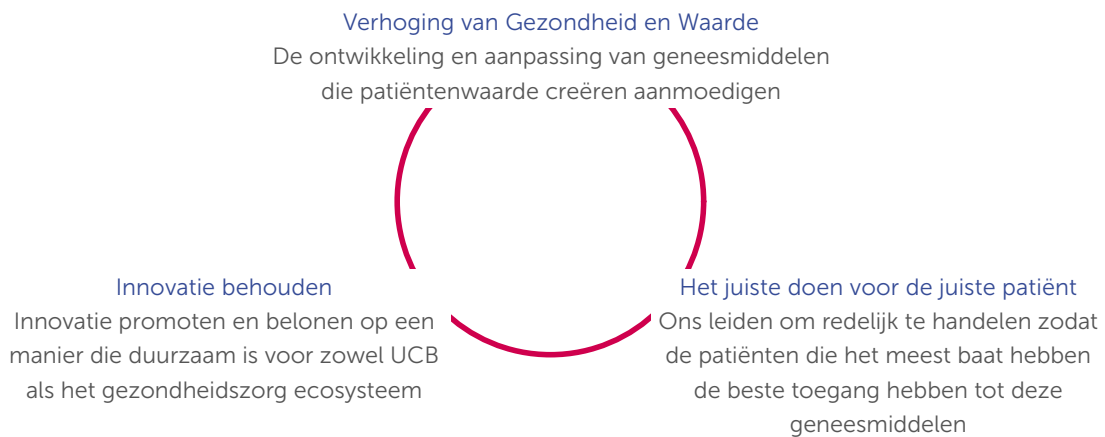 Verhoging van Gezondheid en Waarde
De ontwikkeling en aanpassing van geneesmiddelen
die patiëntenwaarde creëren aanmoedigen
Innovatie behouden
Innovatie promoten en belonen op een
manier die duurzaam is voor zowel UCB
als het gezondheidszorg ecosysteem
Het juiste doen voor de juiste patiënt
Ons leiden om redelijk te handelen zodat
de patiënten die het meest baat hebben
de beste toegang hebben tot deze
geneesmiddelen